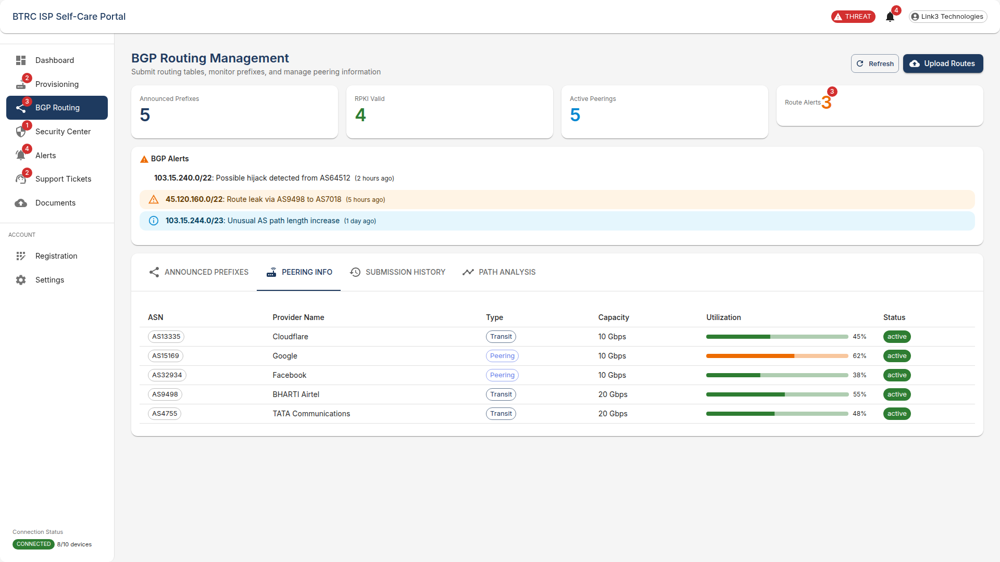 BTRC ISP Self-Care Portal
THREAT
4
Link3 Technologies
Dashboard
2
Provisioning
3
BGP Routing
1
Security Center
4
Alerts
2
Support Tickets
Documents
ACCOUNT
Registration
Settings
Connection Status
CONNECTED 8/10 devices
BGP Routing Management
Submit routing tables, monitor prefixes, and manage peering information
Refresh
Upload Routes
Announced Prefixes
5
RPKI Valid
4
Active Peerings
5
Route Alerts 3
3
BGP Alerts
103.15.240.0/22: Possible hijack detected from AS64512 (2 hours ago)
45.120.160.0/22: Route leak via AS9498 to AS7018 (5 hours ago)
103.15.244.0/23: Unusual AS path length increase (1 day ago)
ANNOUNCED PREFIXES PEERING INFO SUBMISSION HISTORY PATH ANALYSIS
ASN Provider Name Type Capacity Utilization Status
AS13335 Cloudflare Transit 10 Gbps 45% active
AS15169 Google Peering 10 Gbps 62% active
AS32934 Facebook Peering 10 Gbps 38% active
AS9498 BHARTI Airtel Transit 20 Gbps 55% active
AS4755 TATA Communications Transit 20 Gbps 48% active